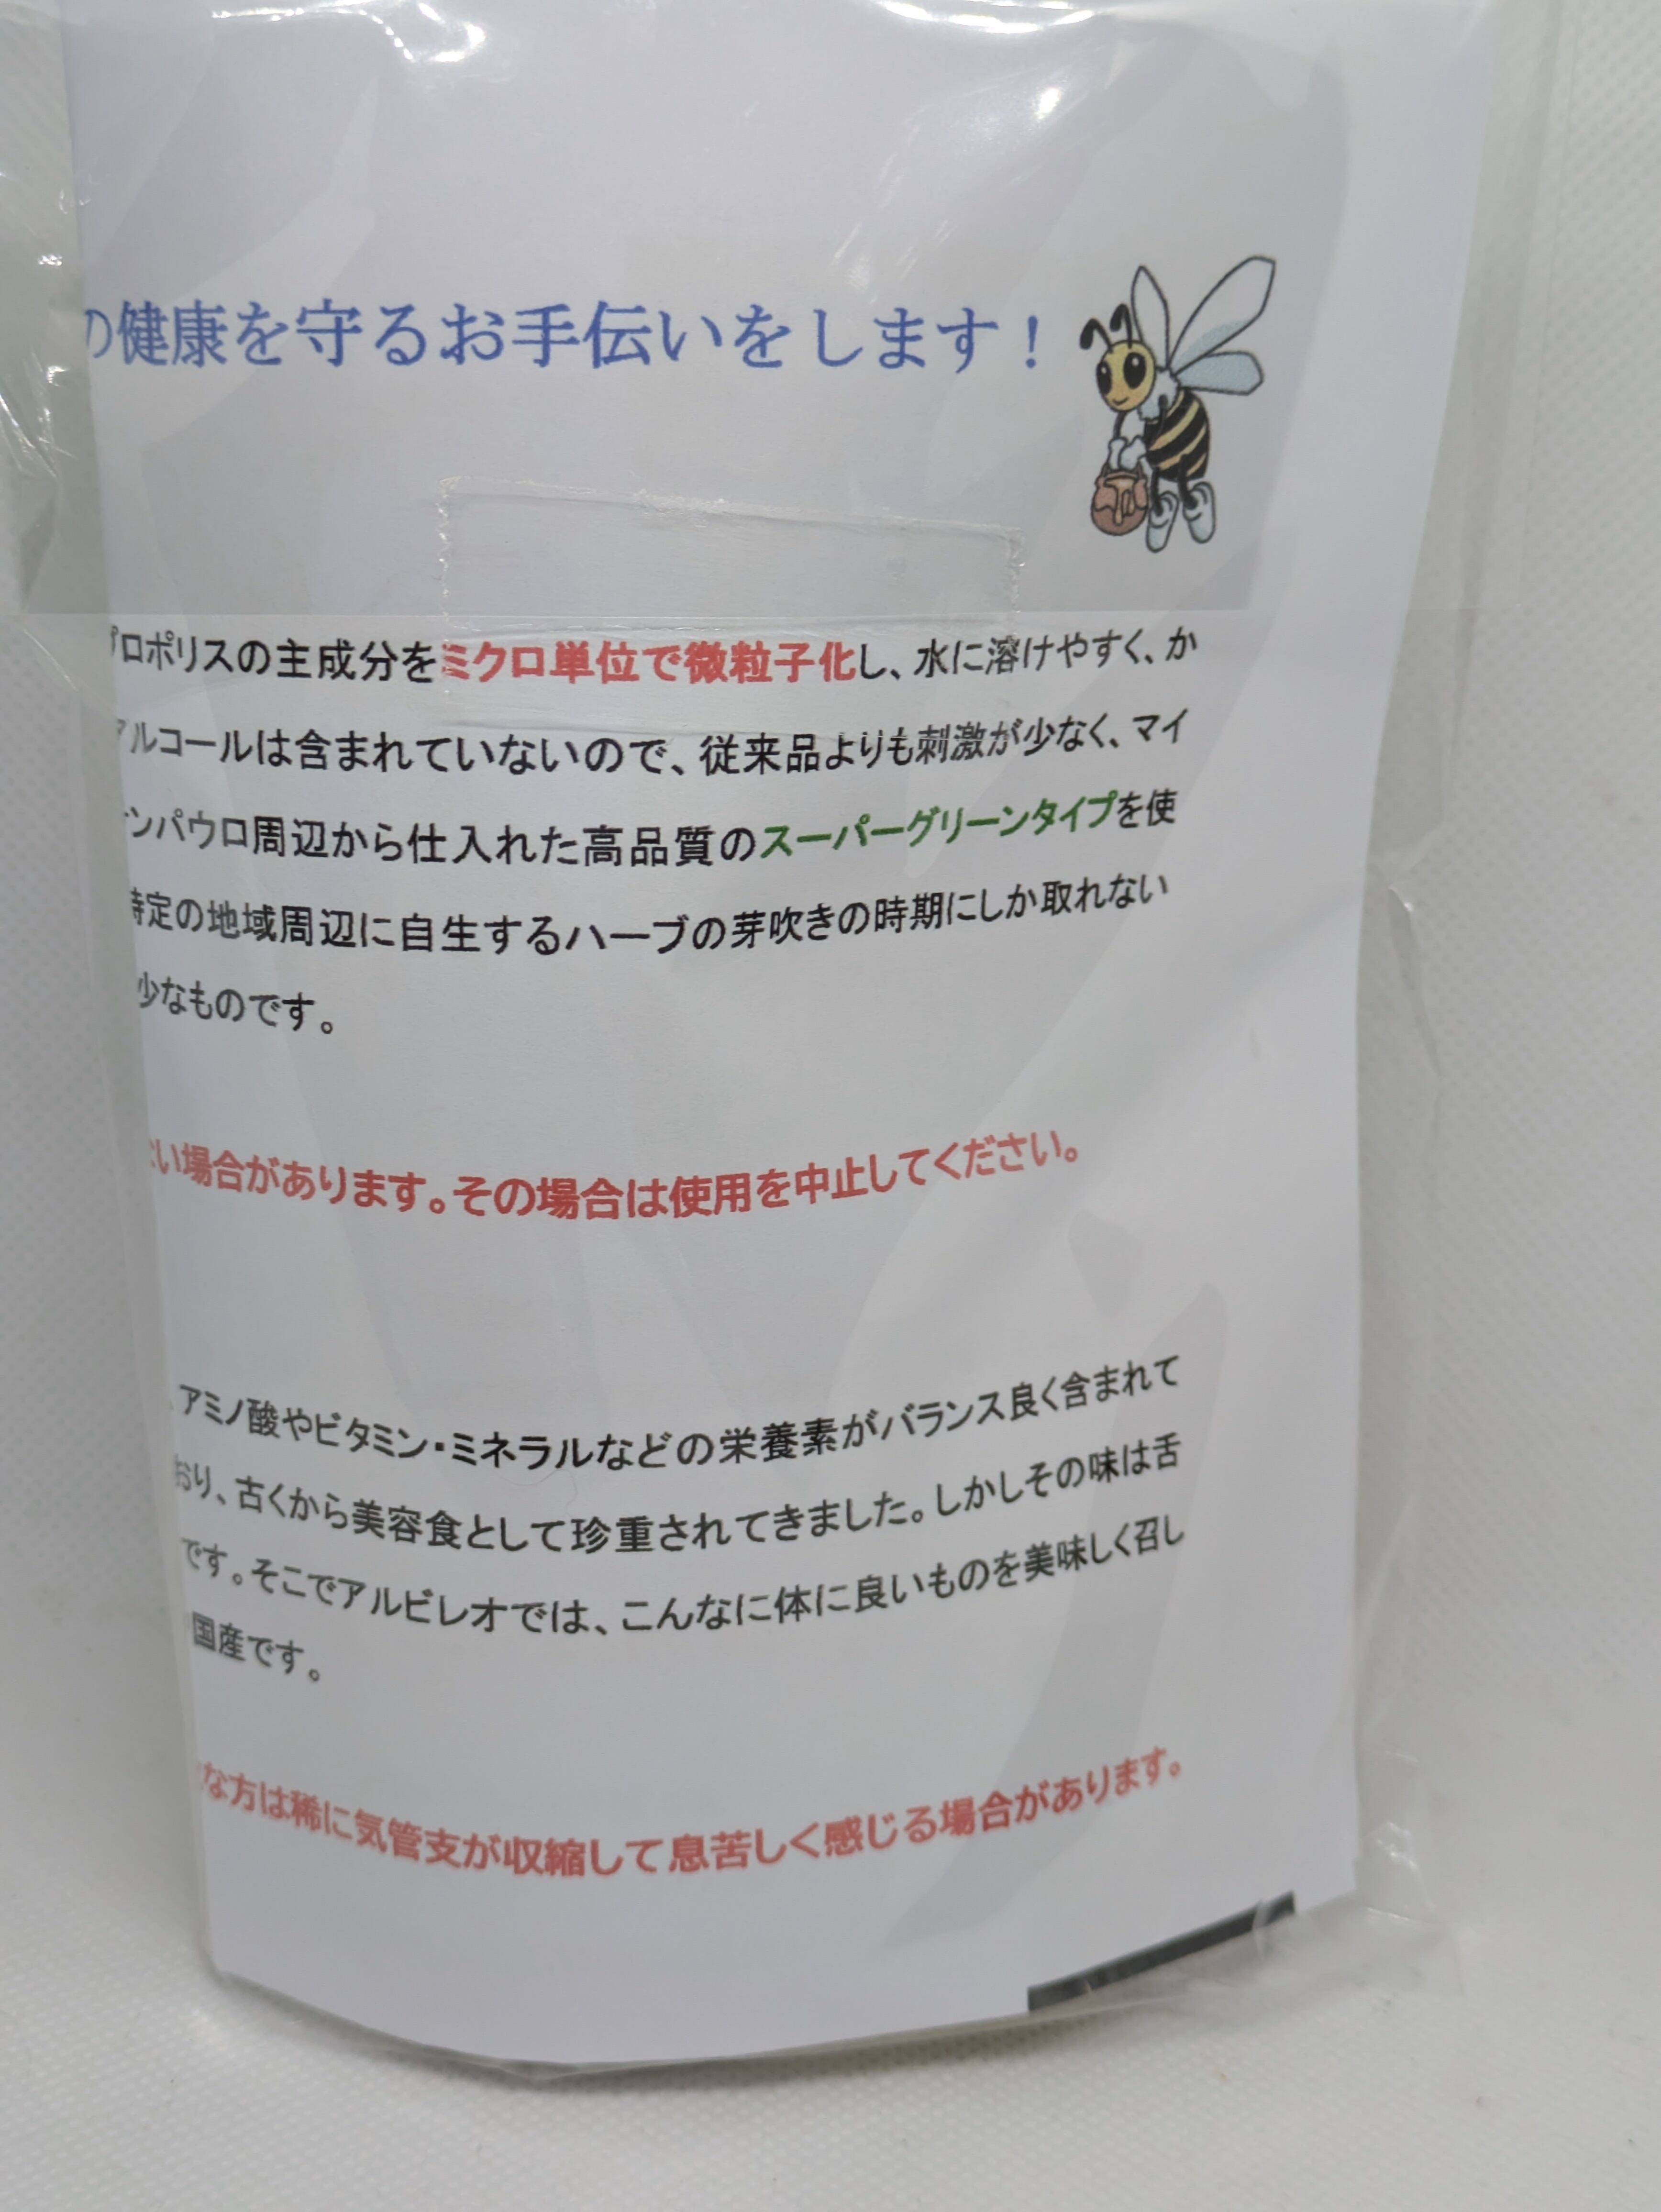 の健康を守るお手伝いをします！
プロポリスの主成分をミクロ単位で微粒子化し、水に溶けやすく、か
アルコールは含まれていないので、従来品よりも刺激が少なく、マイ
ンパウロ周辺から仕入れた高品質のスーパーグリーンタイプを使
特定の地域周辺に自生するハーブの芽吹きの時期にしか取れない
少なものです。
い場合があります。その場合は使用を中止してください。
アミノ酸やビタミン・ミネラルなどの栄養素がバランス良く含まれて
おり、古くから美容食として珍重されてきました。しかしその味は舌
です。そこでアルビレオでは、こんなに体に良いものを美味しく召し
国産です。
な方は稀に気管支が収縮して息苦しく感じる場合があります。